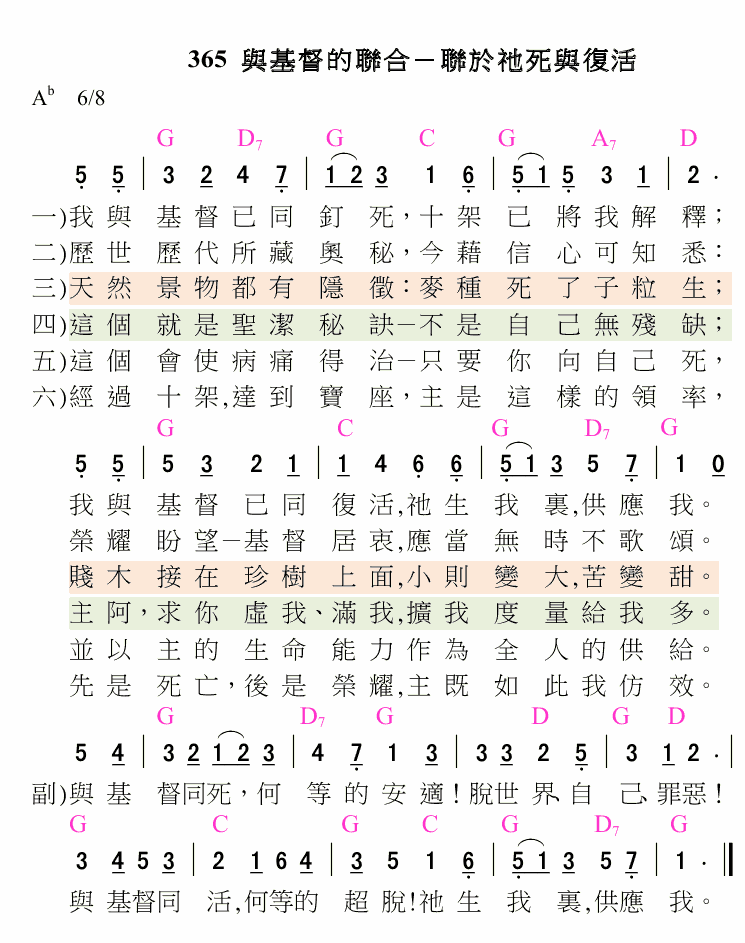 365 與基督的聯合－聯於祂死與復活
A♭ 6/8
G D7 G C G A7 D
5 5 | 3 2 4 7 | 1 2 3 1 6 | 5 1 5 3 1 | 2 .
一)我與 基督已同 釘 死，十架 已 將我解 釋；
二)歷世 歷代所藏 奧 秘，今藉 信 心可知 悉：
三)天然 景物都有 隱 徵：麥種 死 了子粒 生；
四)這個 就是聖潔 秘 訣－不是 自 己無殘 缺；
五)這個 會使病痛 得 治－只要 你 向自己 死，
六)經過 十架,達到 寶 座，主是 這 樣的領 率，
G C G D7 G
5 5 | 5 3 2 1 | 1 4 6 6 | 5 1 3 5 7 | 1 0
我與 基督 已同 復活,祂生 我 裏,供應 我。
榮耀 盼望－基督 居衷,應當 無 時不歌 頌。
賤木 接在 珍樹 上面,小則 變 大,苦變 甜。
主阿，求你 虛我、滿我,擴我 度 量給我 多。
並以 主的 生命 能力作為 全 人的供 給。
先是 死亡，後是 榮耀,主既 如 此我仿 效。
G D7 G D G D
5 4 | 3 2 1 2 3 | 4 7 1 3 | 3 3 2 5 | 3 1 2 . |
副)與基 督同死，何 等的安適！脫世界、自 己、罪惡！
G C G C G D7 G
3 4 5 3 | 2 1 6 4 | 3 5 1 6 | 5 1 3 5 7 | 1 . ‖
與基督同 活,何等的 超脫!祂生 我 裏,供應 我。